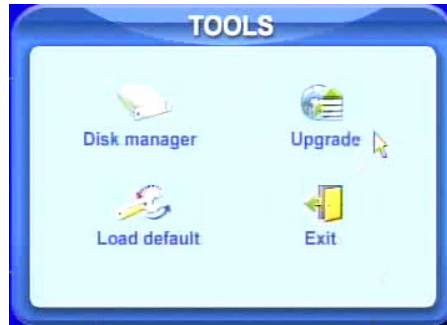 TOOLS
Disk manager
Upgrade
Load default
Exit